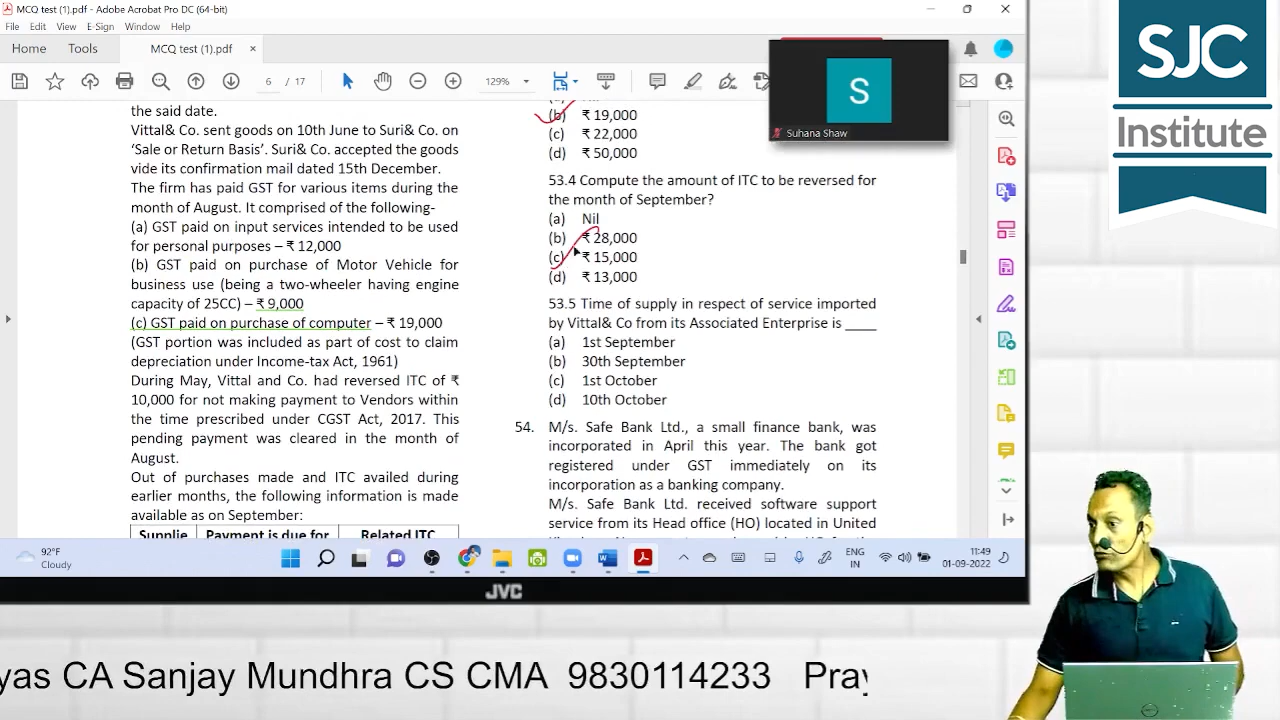 MCQ test (1).pdf - Adobe Acrobat Pro DC (64-bit)
File Edit View E-Sign Window Help
Home Tools MCQ test (1).pdf ×
6 / 17 129%
S
Suhana Shaw
the said date.
Vittal& Co. sent goods on 10th June to Suri& Co. on
‘Sale or Return Basis’. Suri& Co. accepted the goods
vide its confirmation mail dated 15th December.
The firm has paid GST for various items during the
month of August. It comprised of the following-
(a) GST paid on input services intended to be used
for personal purposes – ₹ 12,000
(b) GST paid on purchase of Motor Vehicle for
business use (being a two-wheeler having engine
capacity of 25CC) – ₹ 9,000
(c) GST paid on purchase of computer – ₹ 19,000
(GST portion was included as part of cost to claim
depreciation under Income-tax Act, 1961)
During May, Vittal and Co. had reversed ITC of ₹
10,000 for not making payment to Vendors within
the time prescribed under CGST Act, 2017. This
pending payment was cleared in the month of
August.
Out of purchases made and ITC availed during
earlier months, the following information is made
available as on September:
Supplie Payment is due for Related ITC
(b) ₹ 19,000
(c) ₹ 22,000
(d) ₹ 50,000
53.4 Compute the amount of ITC to be reversed for
the month of September?
(a) Nil
(b) ₹ 28,000
(c) ₹ 15,000
(d) ₹ 13,000
53.5 Time of supply in respect of service imported
by Vittal& Co from its Associated Enterprise is ____
(a) 1st September
(b) 30th September
(c) 1st October
(d) 10th October
54. M/s. Safe Bank Ltd., a small finance bank, was
incorporated in April this year. The bank got
registered under GST immediately on its
incorporation as a banking company.
M/s. Safe Bank Ltd. received software support
service from its Head office (HO) located in United
SJC
Institute
92°F
Cloudy
ENG
IN
11:49
01-09-2022
JVC
yas CA Sanjay Mundhra CS CMA 9830114233 Pray